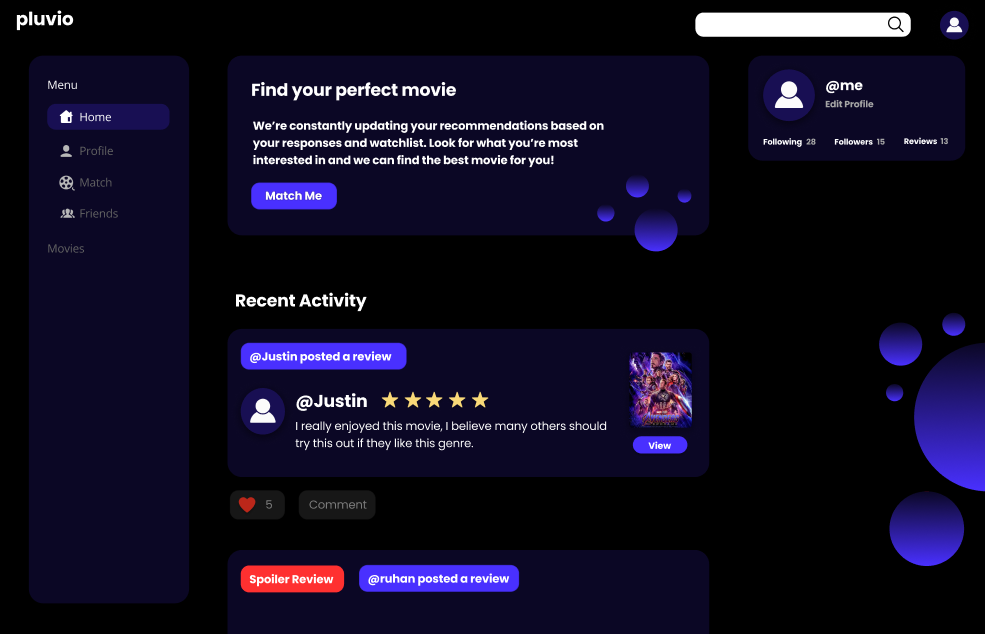 pluvio
Menu
Home
Profile
Match
Friends
Movies
Find your perfect movie
We're constantly updating your recommendations based on
your responses and watchlist. Look for what you're most
interested in and we can find the best movie for you!
Match Me
@me
Edit Profile
Following 28 Followers 15 Reviews 13
Recent Activity
@Justin posted a review
@Justin
I really enjoyed this movie, I believe many others should
try this out if they like this genre.
View
5 Comment
Spoiler Review @ruhan posted a review